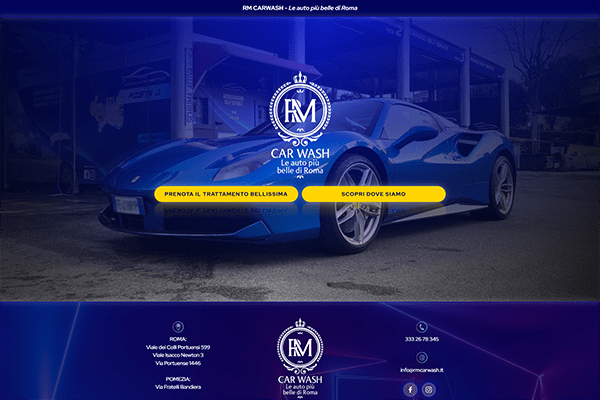 RM CARWASH - Le auto più belle di Roma
RM
CAR WASH
Le auto più
belle di Roma
PRENOTA IL TRATTAMENTO BELLISSIMA
SCOPRI DOVE SIAMO
ROMA:
Viale dei Colli Portuensi 599
Viale Isacco Newton 3
Via Portuense 1446
POMEZIA:
Via Fratelli Bandiera
RM
CAR WASH
Le auto più
belle di Roma
333 26 78 345
info@rmcarwash.it